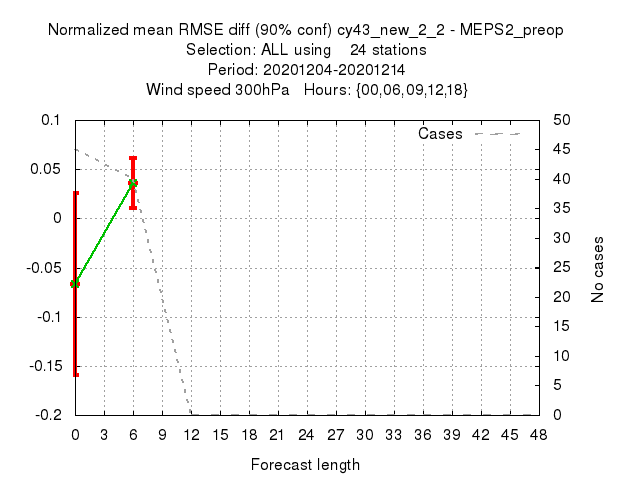 Normalized mean RMSE diff (90% conf) cy43_new_2_2 - MEPS2_preop
Selection: ALL using 24 stations
Period: 20201204-20201214
Wind speed 300hPa Hours: {00,06,09,12,18}
Cases
0.1
0.05
0
-0.05
-0.1
-0.15
-0.2
50
45
40
35
30
25
20
15
10
5
0
No cases
0 3 6 9 12 15 18 21 24 27 30 33 36 39 42 45 48
Forecast length